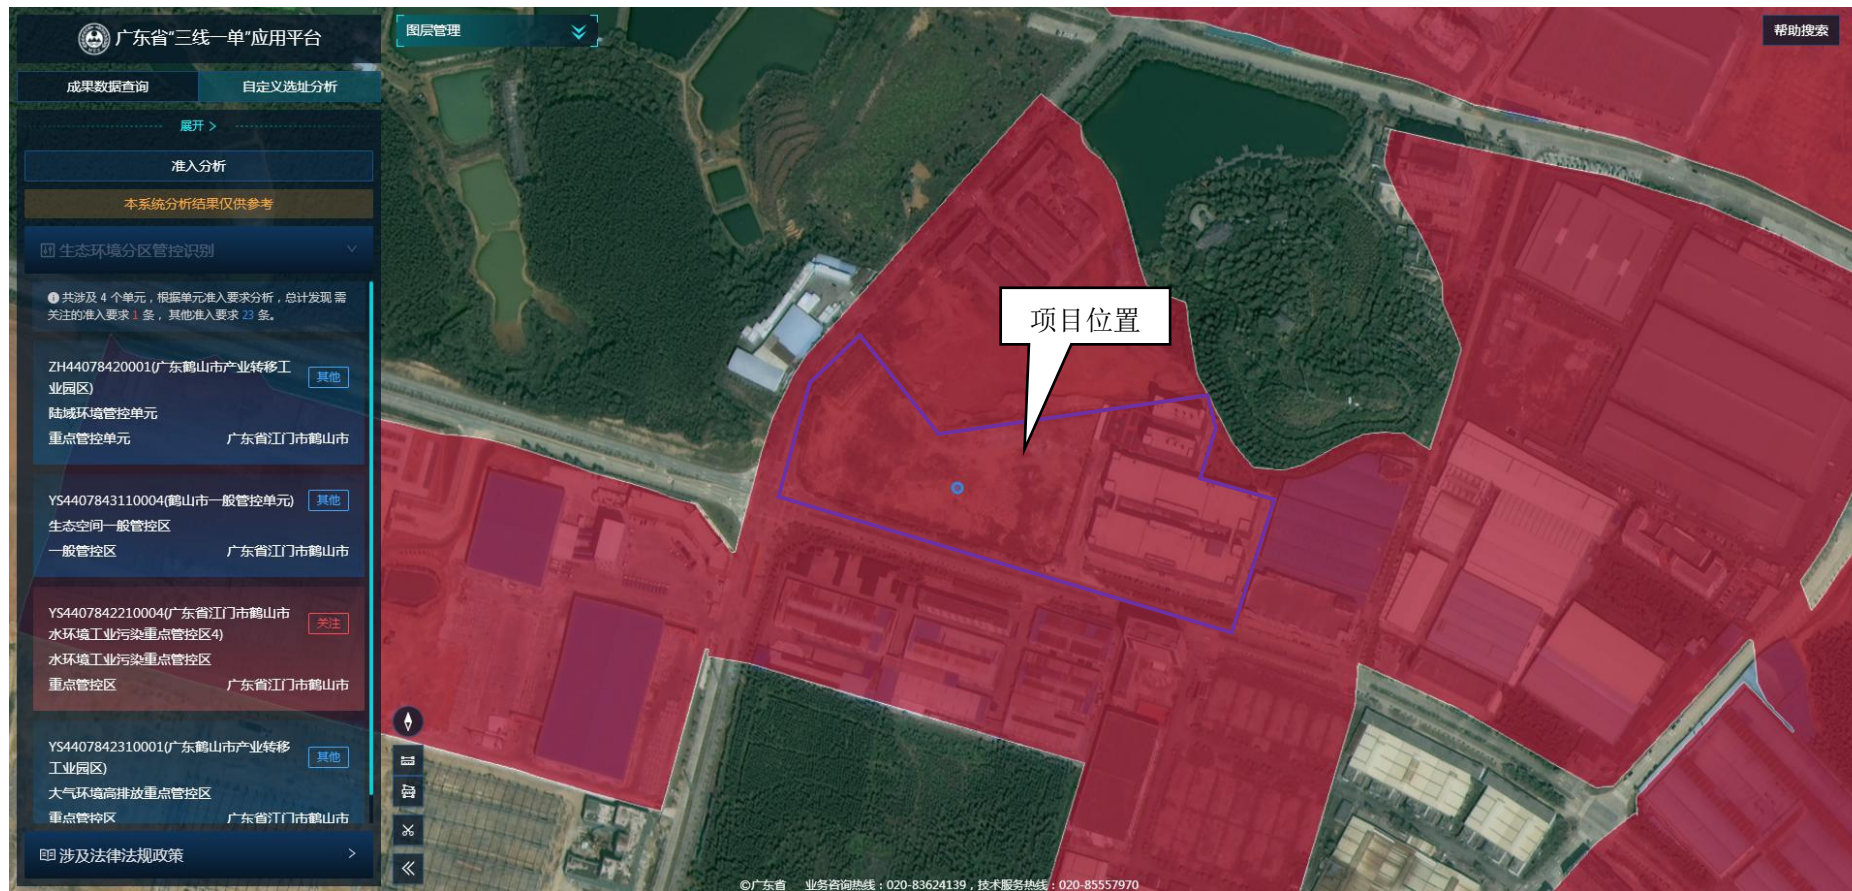 广东省“三线一单”应用平台
成果数据查询
自定义选址分析
展开 >
准入分析
本系统分析结果仅供参考
生态环境分区管控识别
共涉及 4 个单元，根据单元准入要求分析，总计发现 需
关注的准入要求 1 条， 其他准入要求 23 条。
ZH44078420001(广东鹤山市产业转移工
业园区)
其他
陆域环境管控单元
重点管控单元
广东省江门市鹤山市
YS4407843110004(鹤山市一般管控单元)
其他
生态空间一般管控区
一般管控区
广东省江门市鹤山市
YS4407842210004(广东省江门市鹤山市
水环境工业污染重点管控区4)
关注
水环境工业污染重点管控区
重点管控区
广东省江门市鹤山市
YS4407842310001(广东鹤山市产业转移
工业园区)
其他
大气环境高排放重点管控区
重点管控区
广东省江门市鹤山市
涉及法律法规政策
图层管理
帮助搜索
项目位置
©广东省 业务咨询热线：020-83624139，技术服务热线：020-85557970